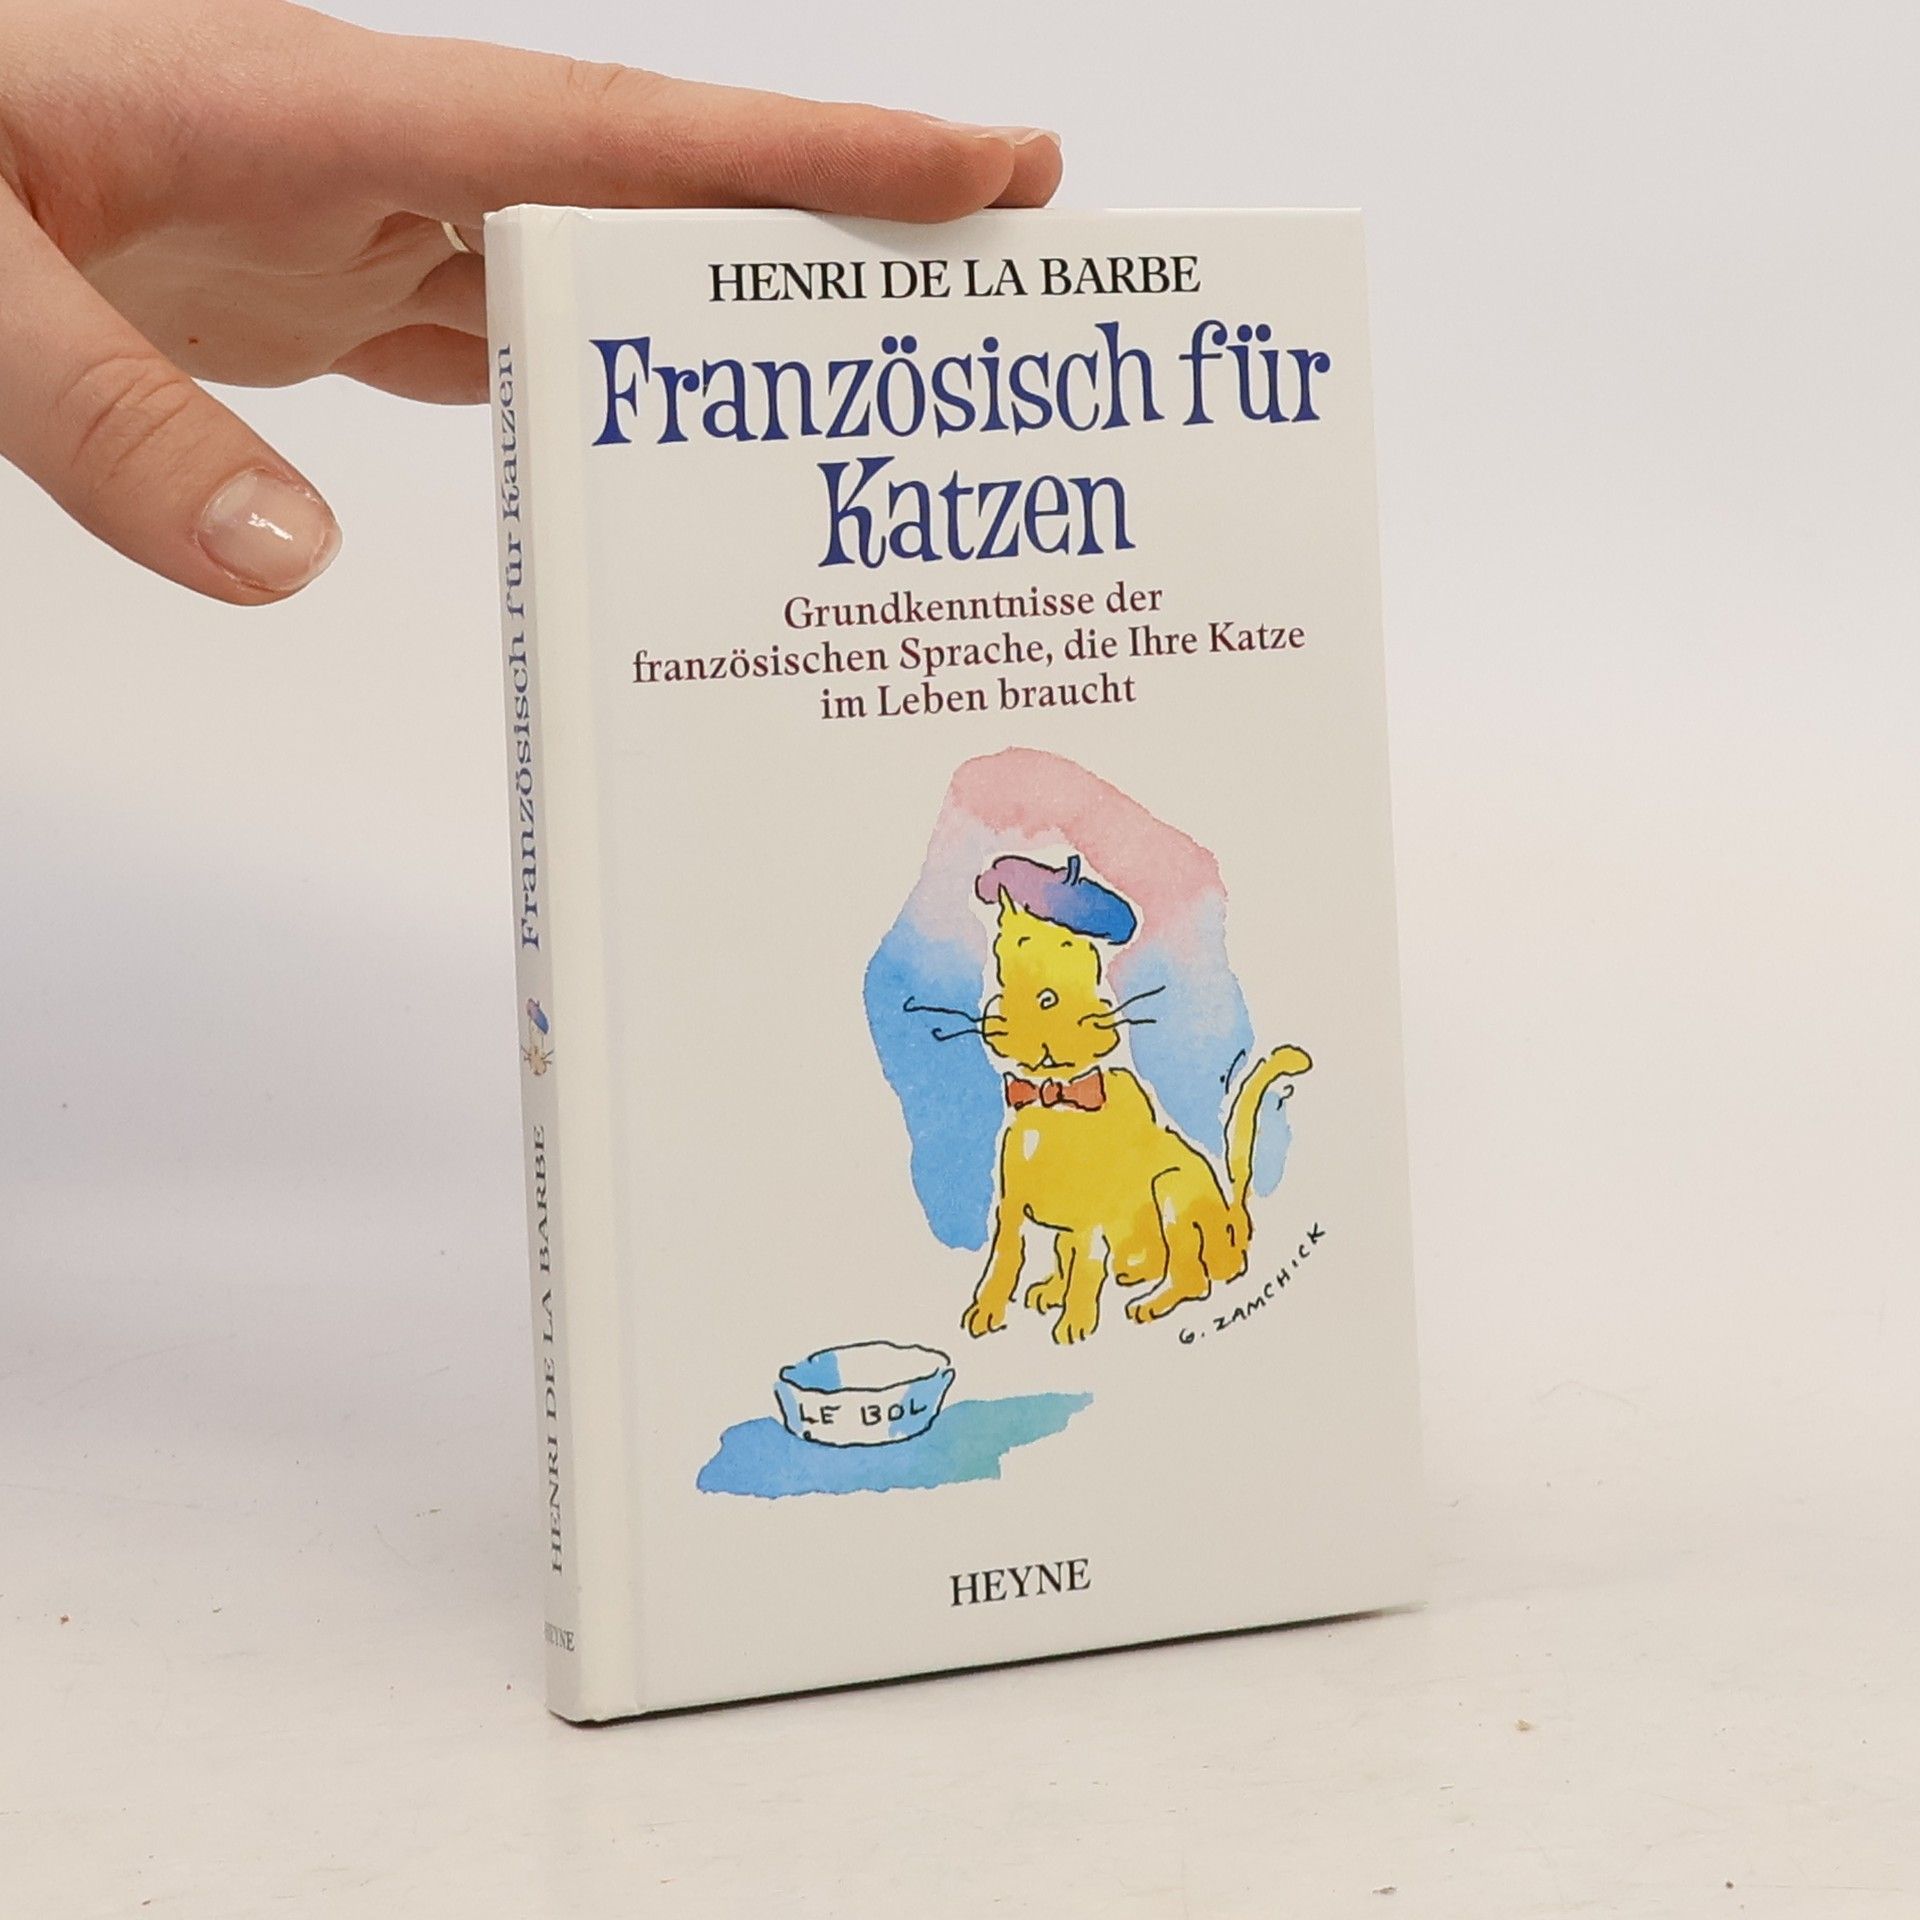 HENRI DE LA BARBE
Französisch für
Katzen
Grundkenntnisse der
französischen Sprache, die Ihre Katze
im Leben braucht
G. ZAMCHICK
LE BOL
HEYNE
Französisch für Katzen
HENRI DE LA BARBE
HEYNE